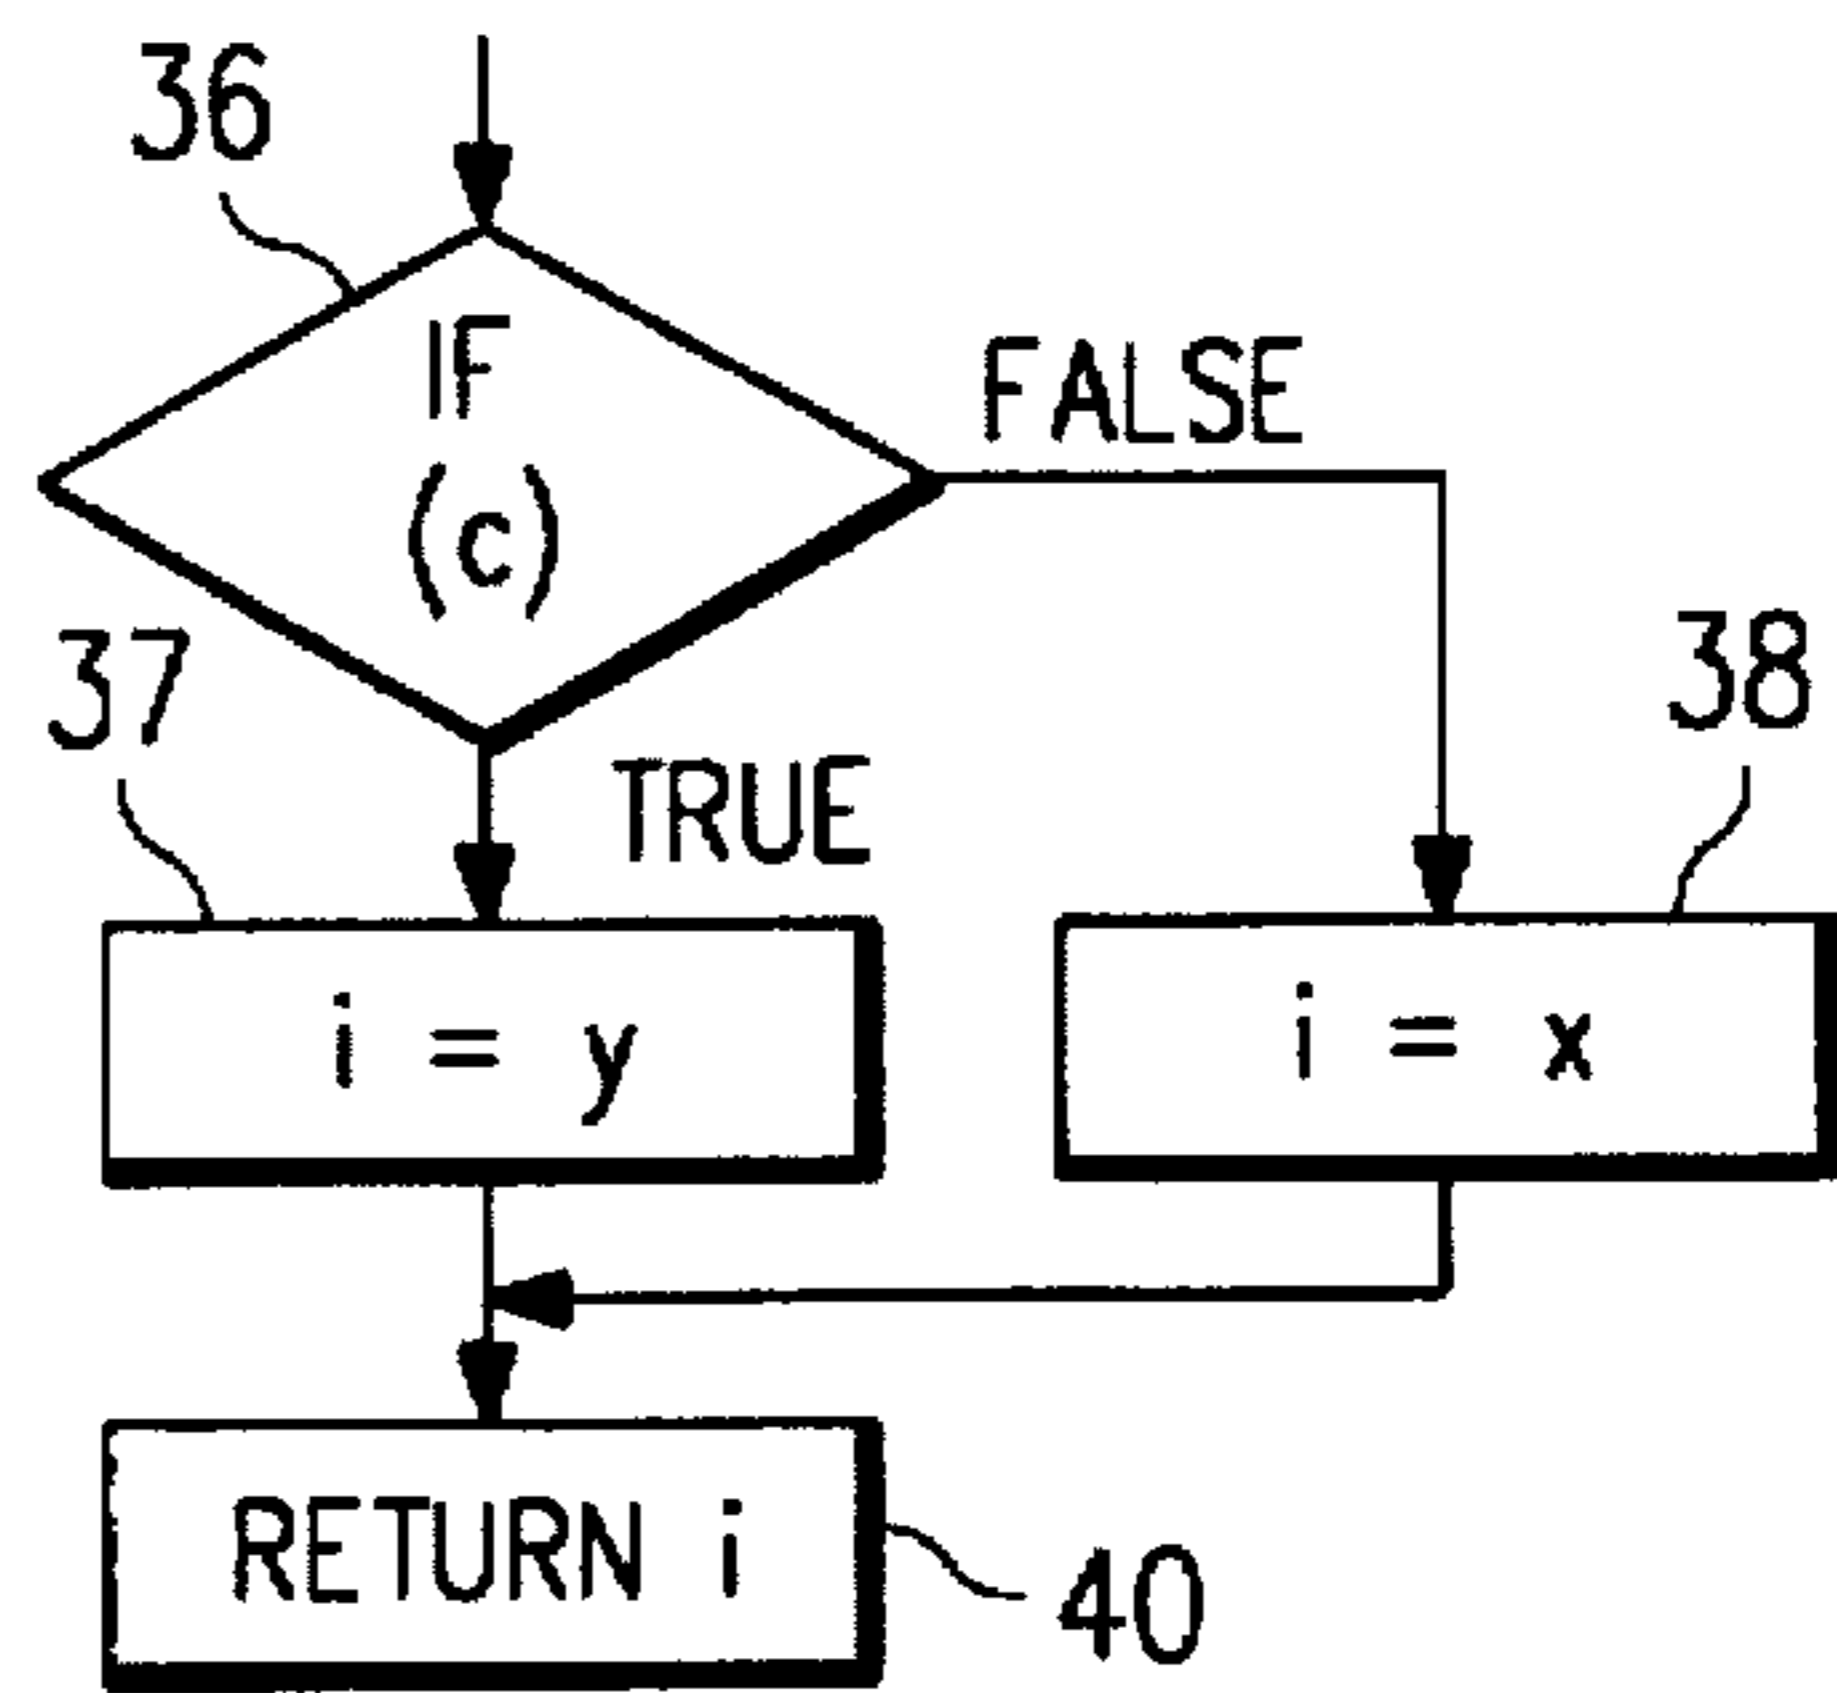 36
IF
(c)
FALSE
37
TRUE
38
i = y
i = x
RETURN i
40